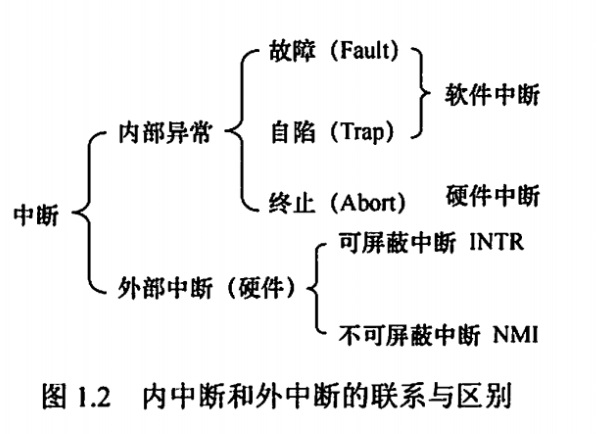 故障（Fault）
软件中断
内部异常
自陷（Trap）
终止（Abort）
硬件中断
中断
可屏蔽中断 INTR
外部中断（硬件）
不可屏蔽中断 NMI
图 1.2 内中断和外中断的联系与区别